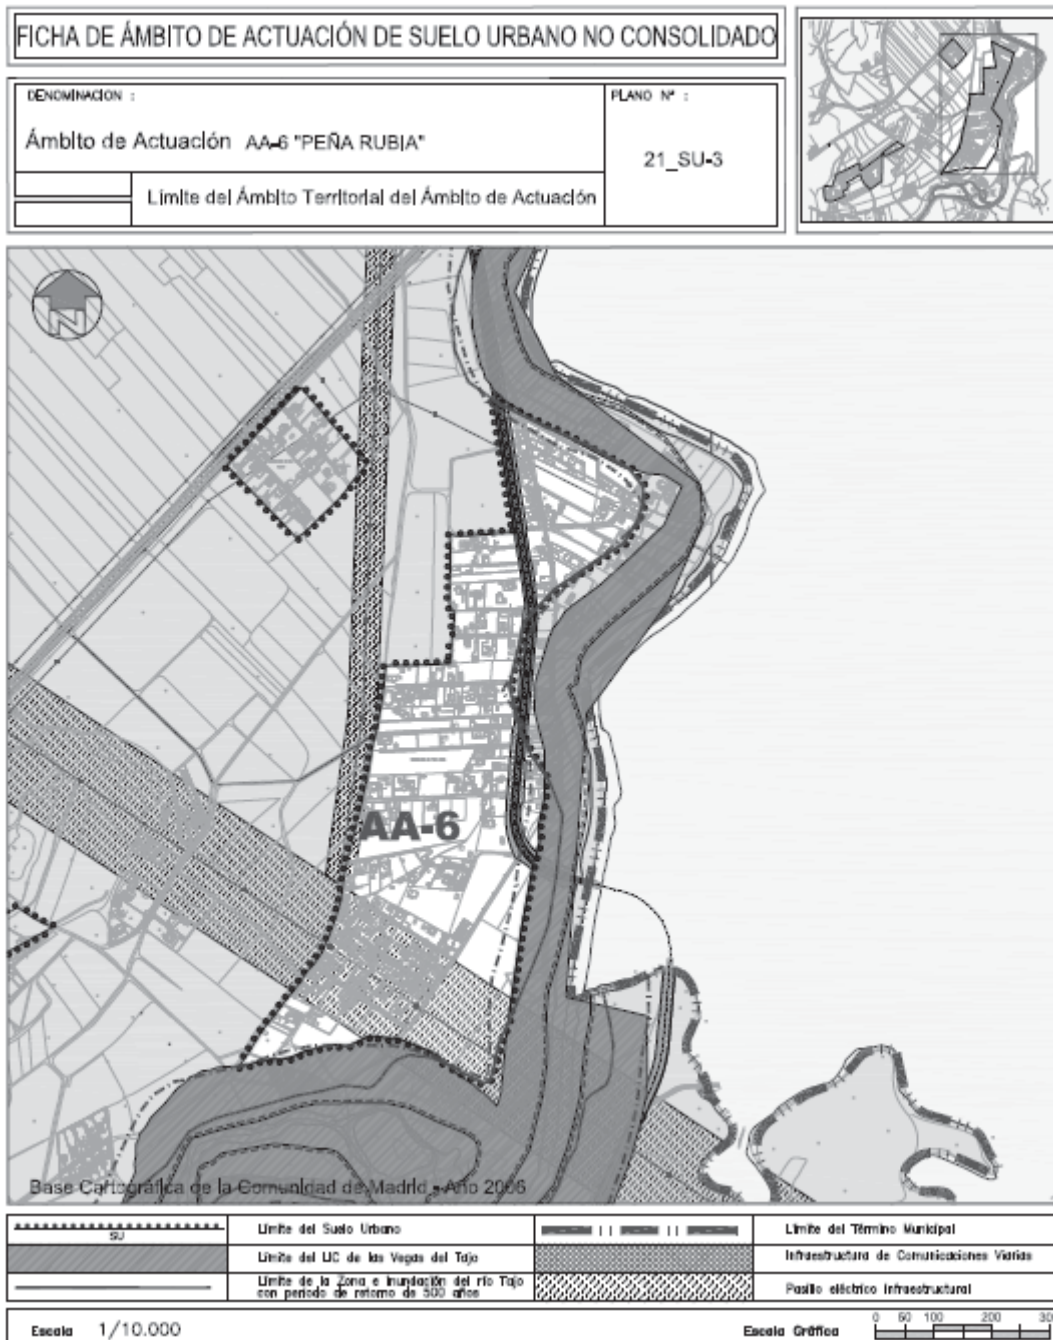 FICHA DE ÁMBITO DE ACTUACIÓN DE SUELO URBANO NO CONSOLIDADO
DENOMINACION :
Ámbito de Actuación AA-6 "PEÑA RUBIA"
PLANO Nº :
21_SU-3
Límite del Ámbito Territorial del Ámbito de Actuación
N
AA-6
Base Cartográfica de la Comunidad de Madrid - Año 2006
SU
Límite del Suelo Urbano
Límite del Término Municipal
Límite del LIC de las Vegas del Tajo
Infraestructura de Comunicaciones Viarias
Límite de la Zona e Inundación del río Tajo
con periodo de retorno de 500 años
Pasillo eléctrico infraestructural
Escala 1/10.000
Escala Gráfica
0 50 100 200 30